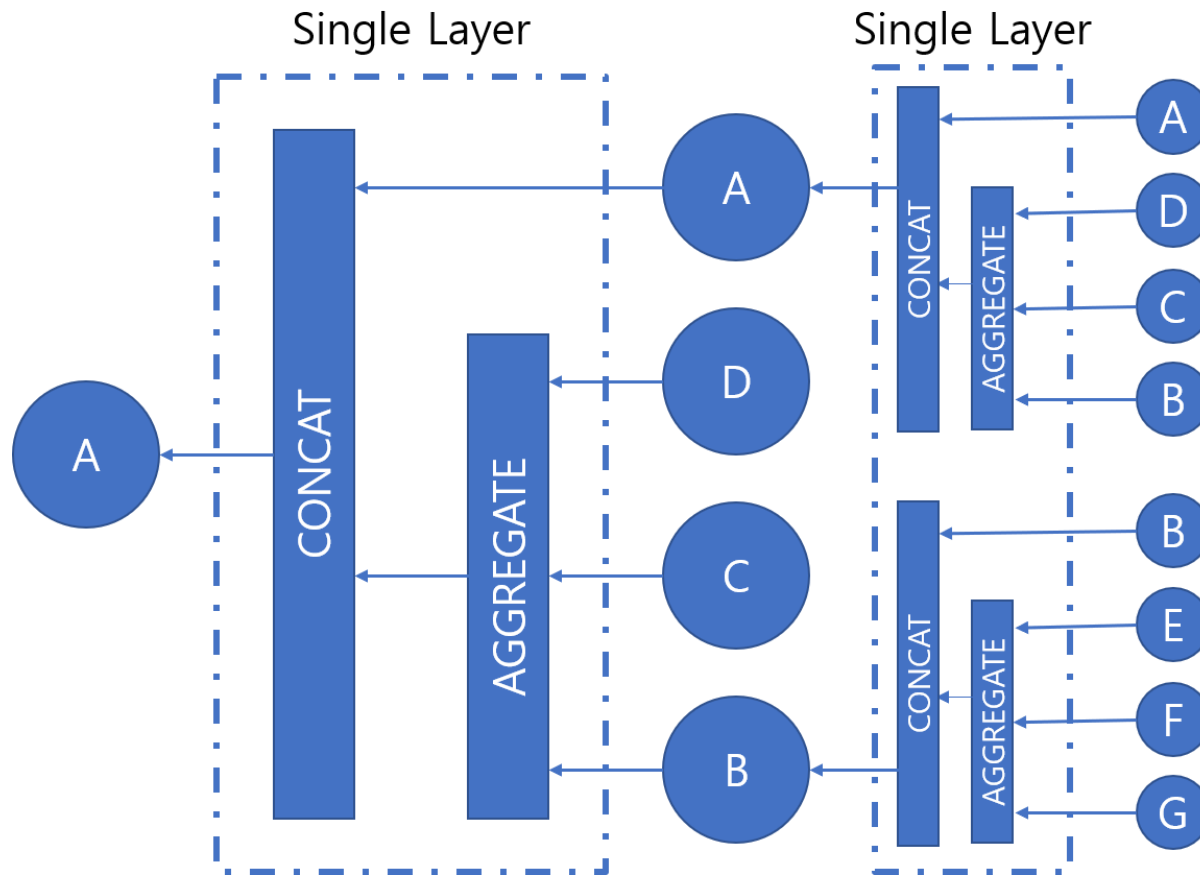 Single Layer
Single Layer
A
CONCAT
AGGREGATE
A
D
C
B
CONCAT
AGGREGATE
A
D
C
B
CONCAT
AGGREGATE
B
E
F
G